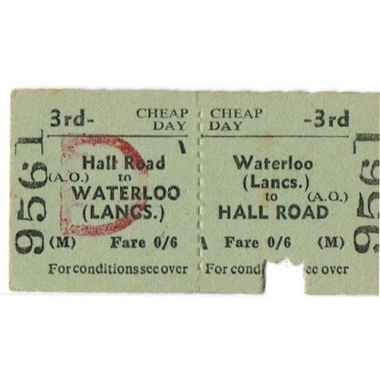 3rd- CHEAP DAY
Hall Road
(A.O.) to
WATERLOO
(LANCS.)
(M) Fare 0/6
For conditions see over
9561
D
CHEAP DAY -3rd
Waterloo
(Lancs.)
to (A.O.)
HALL ROAD
Fare 0/6 (M)
For cond ee over
9561